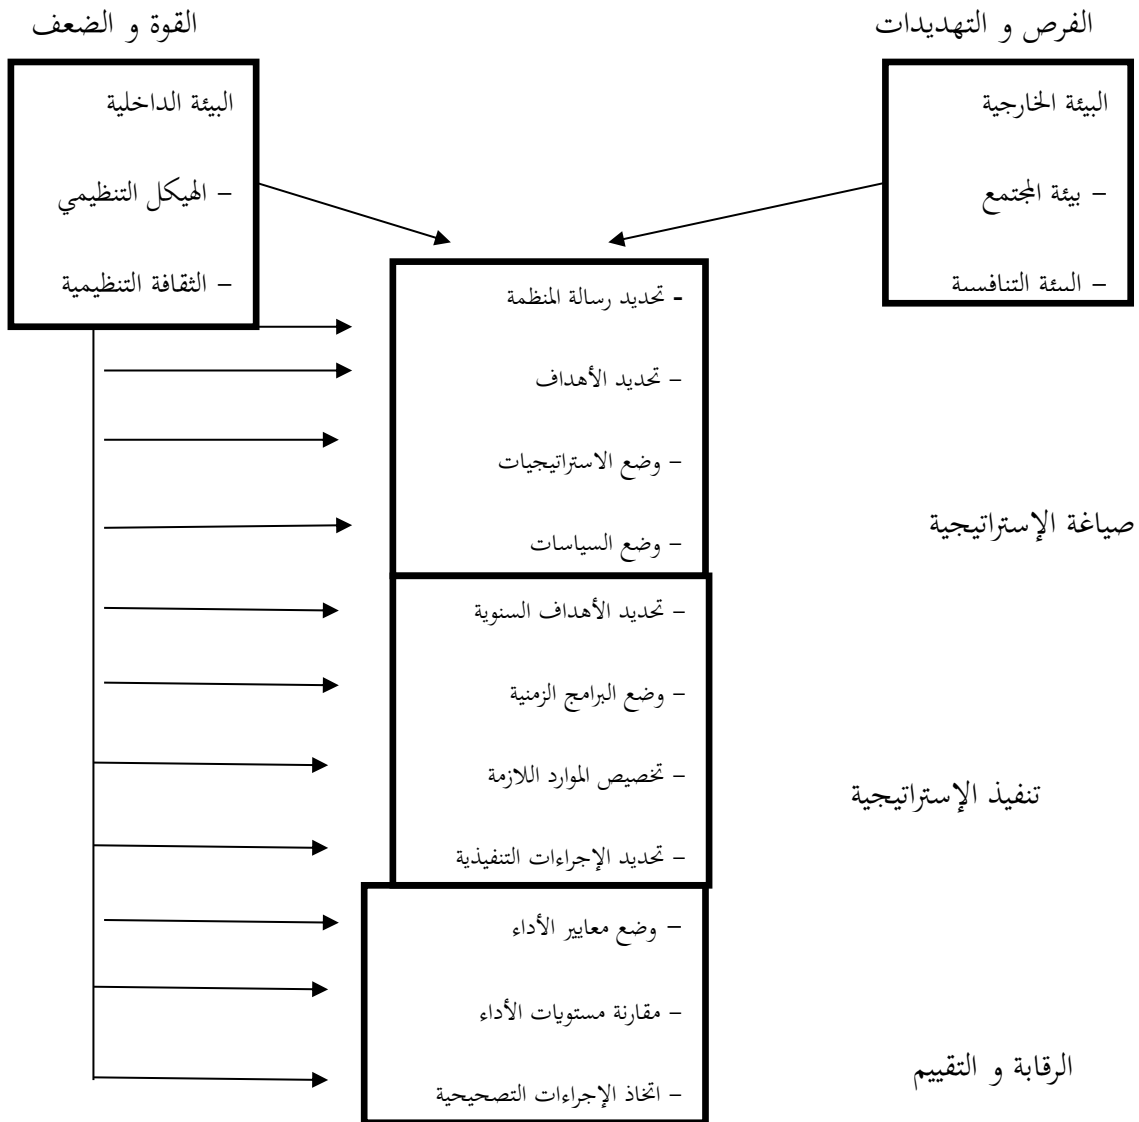 الفرص و التهديدات
القوة و الضعف
البيئة الخارجية
– بيئة المجتمع
– البيئة التنافسية
البيئة الداخلية
– الهيكل التنظيمي
– الثقافة التنظيمية
- تحديد رسالة المنظمة
– تحديد الأهداف
– وضع الاستراتيجيات
– وضع السياسات
صياغة الإستراتيجية
– تحديد الأهداف السنوية
– وضع البرامج الزمنية
– تخصيص الموارد اللازمة
– تحديد الإجراءات التنفيذية
تنفيذ الإستراتيجية
– وضع معايير الأداء
– مقارنة مستويات الأداء
– اتخاذ الإجراءات التصحيحية
الرقابة و التقييم